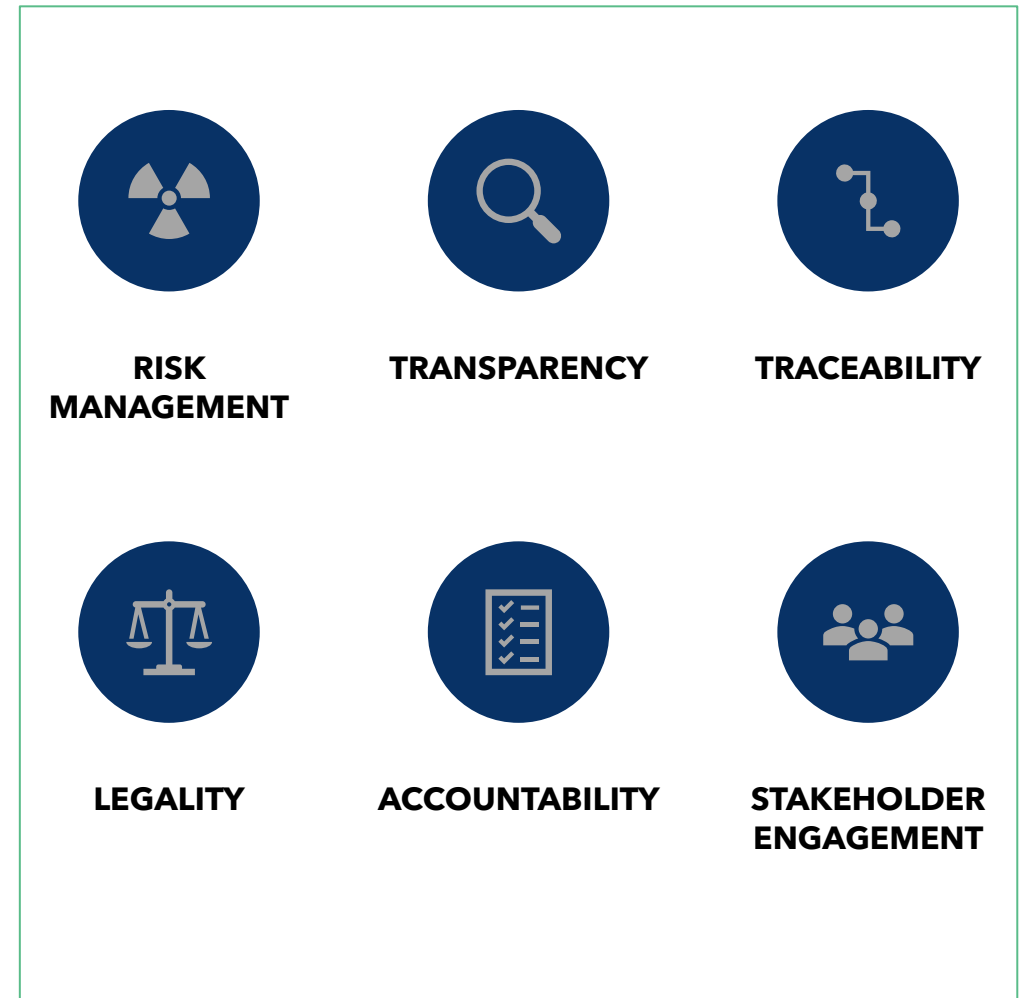 RISK
MANAGEMENT
TRANSPARENCY
TRACEABILITY
LEGALITY
ACCOUNTABILITY
STAKEHOLDER
ENGAGEMENT